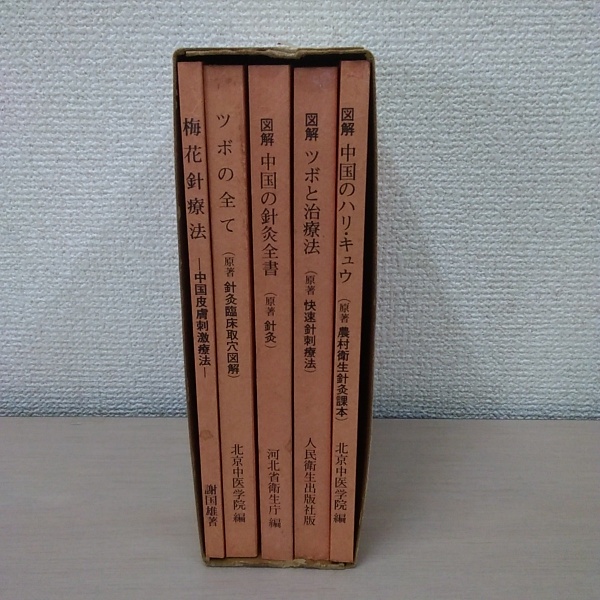 図解 中国のハリ・キュウ (原著 農村衛生針灸課本) 北京中医学院 編
図解 ツボと治療法 (原著 快速針刺療法) 人民衛生出版社版
図解 中国の針灸全書 (原著 針灸) 河北省衛生庁 編
ツボの全て (原著 針灸臨床取穴図解) 北京中医学院 編
梅花針療法 ―中国皮膚刺激療法― 謝国雄著